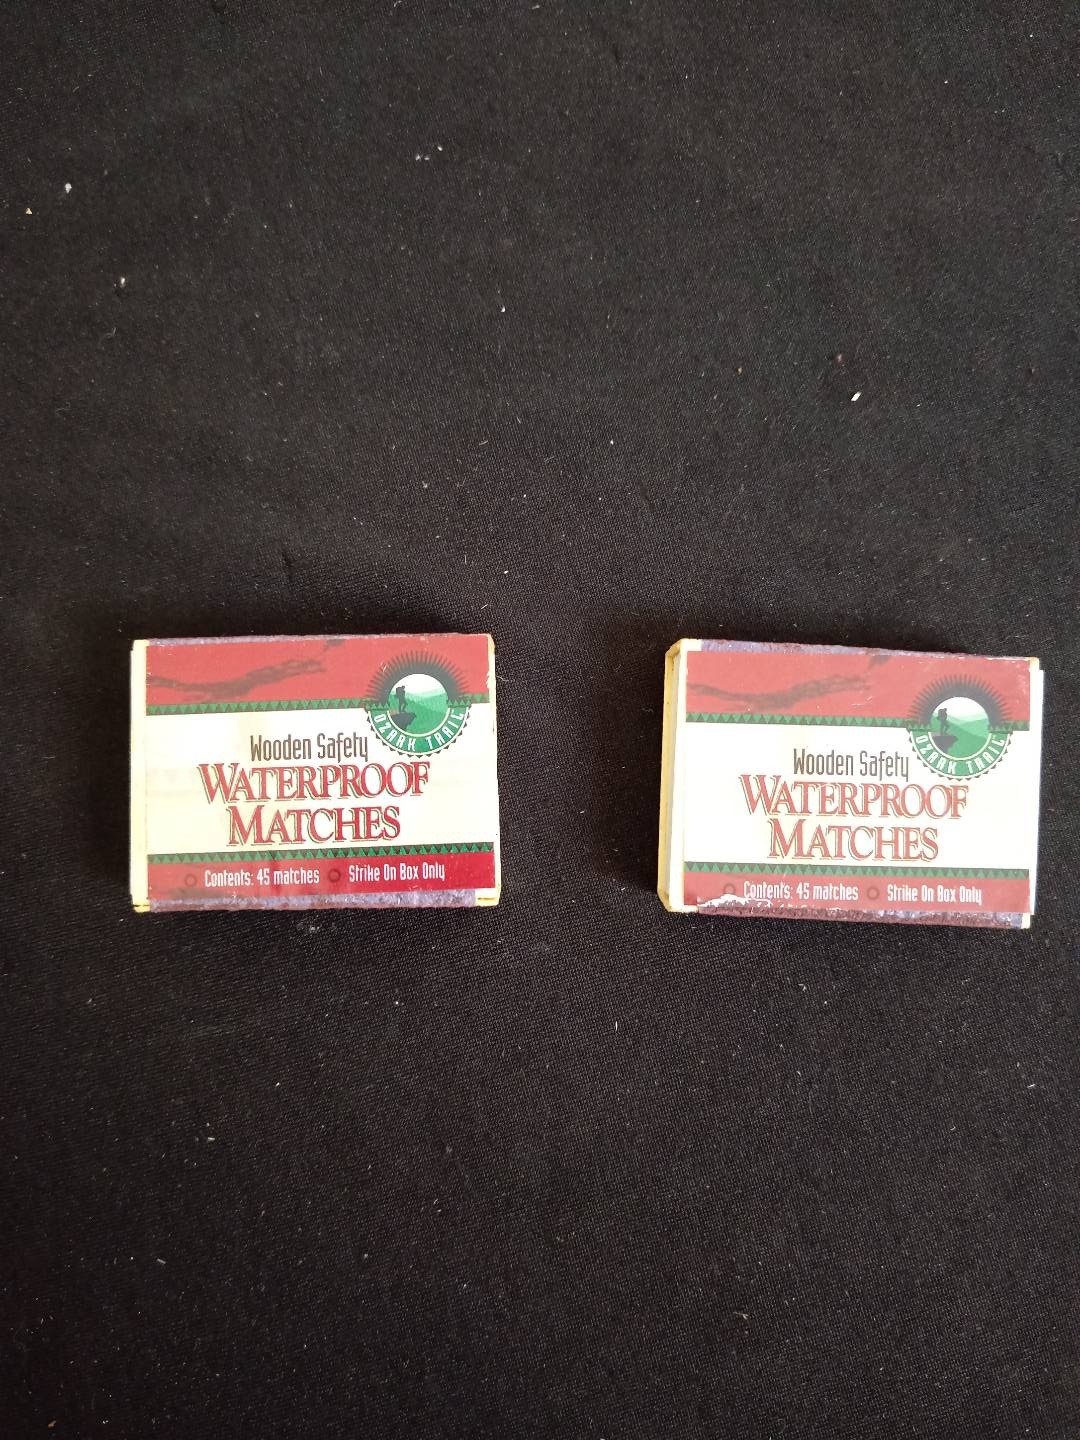 OZARK TRAIL
Wooden Safety
WATERPROOF
MATCHES
Contents: 45 matches Strike On Box Only
OZARK TRAIL
Wooden Safety
WATERPROOF
MATCHES
Contents: 45 matches Strike On Box Only